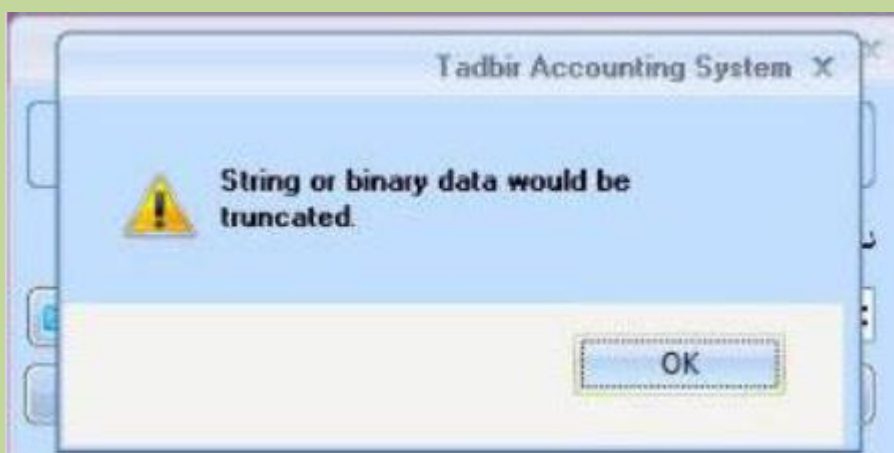 Tadbir Accounting System
String or binary data would be
truncated.
OK